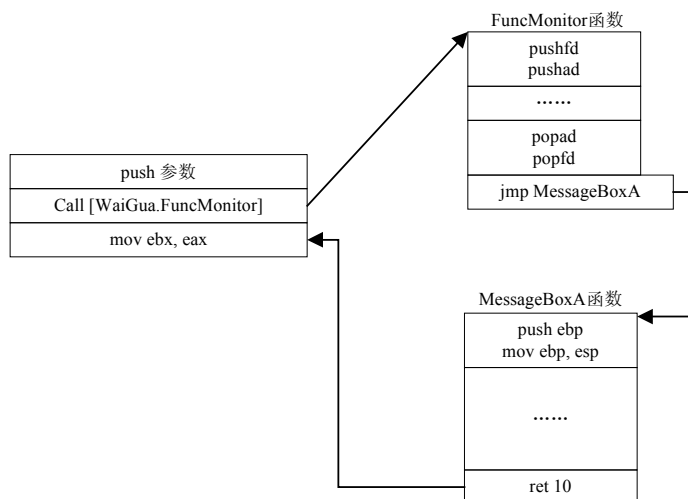 FuncMonitor函数
pushfd
pushad
……
popad
popfd
jmp MessageBoxA
push 参数
Call [WaiGua.FuncMonitor]
mov ebx, eax
MessageBoxA函数
push ebp
mov ebp, esp
……
ret 10